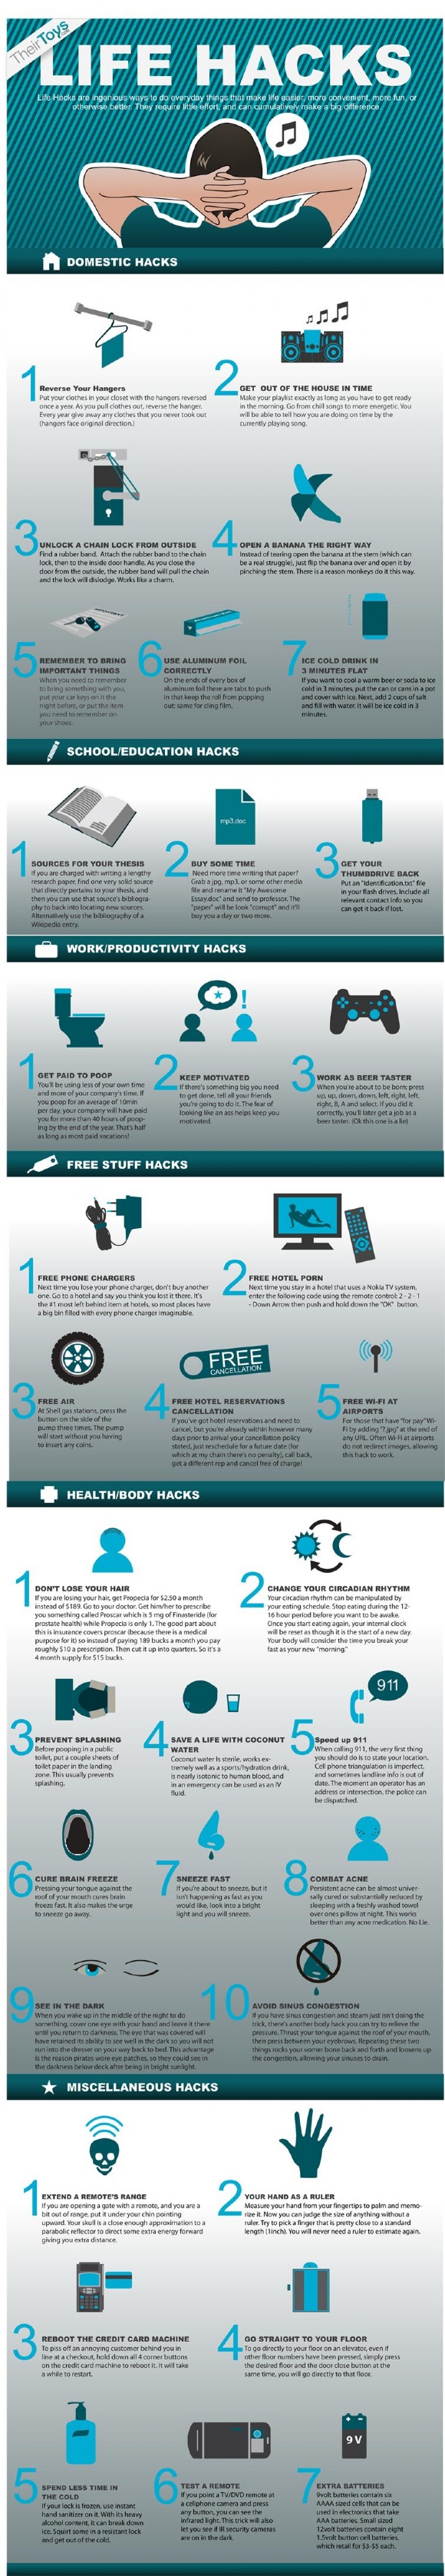 TheirToys.com
LIFE HACKS
Life Hacks are ingenious ways to do everyday things that make life easier, more convenient, more fun, or
otherwise better. They require little effort, and can cumulatively make a big difference.
DOMESTIC HACKS
1
Reverse Your Hangers
Put your clothes in your closet with the hangers reversed
once a year. As you pull clothes out, reverse the hanger.
Every year give away any clothes that you never took out
(hangers face original direction.)
2
GET OUT OF THE HOUSE IN TIME
Make your playlist exactly as long as you have to get ready
in the morning. Go from chill songs to more energetic. You
will be able to tell how you are doing on time by the
currently playing song.
3
UNLOCK A CHAIN LOCK FROM OUTSIDE
Find a rubber band. Attach the rubber band to the chain
lock, then to the inside door handle. As you close the
door from the outside, the rubber band will pull the chain
and the lock will dislodge. Works like a charm.
4
OPEN A BANANA THE RIGHT WAY
Instead of tearing open the banana at the stem (which can
be a real struggle), just flip the banana over and open it by
pinching the stem. There is a reason monkeys do it this way.
5
REMEMBER TO BRING
IMPORTANT THINGS
When you need to remember
to bring something with you,
put your car keys on it the
night before, or put the item
you need to remember on
your shoes.
6
USE ALUMINUM FOIL
CORRECTLY
On the ends of every box of
aluminum foil there are tabs to push
in that keep the roll from popping
out; same for cling film.
7
ICE COLD DRINK IN
3 MINUTES FLAT
If you want to cool a warm beer or soda to ice
cold in 3 minutes, put the can or cans in a pot
and cover with ice. Next, add 2 cups of salt
and fill with water. It will be ice cold in 3
minutes.
SCHOOL/EDUCATION HACKS
1
SOURCES FOR YOUR THESIS
If you are charged with writing a lengthy
research paper, find one very solid source
that directly pertains to your thesis, and
then you can use that source's bibliogra-
phy to back into locating new sources.
Alternatively use the bibliography of a
Wikipedia entry.
mp3.doc
2
BUY SOME TIME
Need more time writing that paper?
Grab a jpg, mp3, or some other media
file and rename it "My Awesome
Essay.doc" and send to professor. The
"paper" will be look "corrupt" and it'll
buy you a day or two more.
3
GET YOUR
THUMBDRIVE BACK
Put an "identification.txt" file
in your flash drives. Include all
relevant contact info so you
can get it back if lost.
WORK/PRODUCTIVITY HACKS
1
GET PAID TO POOP
You'll be using less of your own time
and more of your company's time. If
you poop for an average of 10min
per day, your company will have paid
you for more than 40 hours of poop-
ing by the end of the year. That's half
as long as most paid vacations!
!
2
KEEP MOTIVATED
If there's something big you need
to get done, tell all your friends
you're going to do it. The fear of
looking like an ass helps keep you
motivated.
3
WORK AS BEER TASTER
When you're about to be born; press
up, up, down, down, left, right, left,
right, B, A and select. If you did it
correctly, you'll later get a job as a
beer taster. (Ok this one is a lie)
FREE STUFF HACKS
1
FREE PHONE CHARGERS
Next time you lose your phone charger, don't buy another
one. Go to a hotel and say you think you lost it there. It's
the #1 most left behind item at hotels, so most places have
a big bin filled with every phone charger imaginable.
2
FREE HOTEL PORN
Next time you stay in a hotel that uses a Nokia TV system,
enter the following code using the remote control: 2 - 2 - 1
- Down Arrow then push and hold down the "OK" button.
3
FREE AIR
At Shell gas stations, press the
button on the side of the
pump three times. The pump
will start without you having
to insert any coins.
FREE
CANCELLATION
4
FREE HOTEL RESERVATIONS
CANCELLATION
If you've got hotel reservations and need to
cancel, but you're already within however many
days prior to arrival your cancellation policy
stated, just reschedule for a future date (for
which at my chain there's no penalty), call back,
get a different rep and cancel free of charge!
5
FREE WI-FI AT
AIRPORTS
For those that have "for pay" Wi-
Fi by adding "?.jpg" at the end of
any URL. Often Wi-Fi at airports
do not redirect images, allowing
this hack to work.
HEALTH/BODY HACKS
1
DON'T LOSE YOUR HAIR
If you are losing your hair, get Propecia for $2.50 a month
instead of $189. Go to your doctor. Get him/her to prescribe
you something called Proscar which is 5 mg of Finasteride (for
prostate health) while Propecia is only 1. The good part about
this is insurance covers proscar (because there is a medical
purpose for it) so instead of paying 189 bucks a month you pay
roughly $10 a prescription. Then cut it up into quarters. So it's a
4 month supply for $15 bucks.
2
CHANGE YOUR CIRCADIAN RHYTHM
Your circadian rhythm can be manipulated by
your eating schedule. Stop eating during the 12-
16 hour period before you want to be awake.
Once you start eating again, your internal clock
will be reset as though it is the start of a new day.
Your body will consider the time you break your
fast as your new "morning."
3
PREVENT SPLASHING
Before pooping in a public
toilet, put a couple sheets of
toilet paper in the landing
zone. This usually prevents
splashing.
4
SAVE A LIFE WITH COCONUT
WATER
Coconut water is sterile, works ex-
tremely well as a sports/hydration drink,
is nearly isotonic to human blood, and
in an emergency can be used as an IV
fluid.
911
5
Speed up 911
When calling 911, the very first thing
you should do is to state your location.
Cell phone triangulation is imperfect,
and sometimes landline info is out of
date. The moment an operator has an
address or intersection, the police can
be dispatched.
6
CURE BRAIN FREEZE
Pressing your tongue against the
roof of your mouth cures brain
freeze fast. It also makes the urge
to sneeze go away.
7
SNEEZE FAST
If you're about to sneeze, but it
isn't happening as fast as you
would like, look into a bright
light and you will sneeze.
8
COMBAT ACNE
Persistent acne can be almost univer-
sally cured or substantially reduced by
sleeping with a freshly washed towel
over ones pillow at night. This works
better than any acne medication. No Lie.
9
SEE IN THE DARK
When you wake up in the middle of the night to do
something, cover one eye with your hand and leave it there
until you return to darkness. The eye that was covered will
have retained its ability to see well in the dark so you will not
run into the dresser on your way back to bed. This advantage
is the reason pirates wore eye patches, so they could see in
the darkness below deck after being in bright sunlight.
10
AVOID SINUS CONGESTION
If you have sinus congestion and steam just isn't doing the
trick, there's another body hack you can try to relieve the
pressure. Thrust your tongue against the roof of your mouth,
then press between your eyebrows. Repeating these two
things rocks your vomer bone back and forth and loosens up
the congestion, allowing your sinuses to drain.
MISCELLANEOUS HACKS
1
EXTEND A REMOTE'S RANGE
If you are opening a gate with a remote, and you are a
bit out of range, put it under your chin pointing
upward. Your skull is a close enough approximation to a
parabolic reflector to direct some extra energy forward
giving you extra distance.
2
YOUR HAND AS A RULER
Measure your hand from your fingertips to palm and memo-
rize it. Now you can judge the size of anything without a
ruler. Try to pick a finger that is pretty close to a standard
length (1inch). You will never need a ruler to estimate again.
3
REBOOT THE CREDIT CARD MACHINE
To piss off an annoying customer behind you in
line at a checkout, hold down all 4 corner buttons
on the credit card machine to reboot it. It will take
a while to restart.
4
GO STRAIGHT TO YOUR FLOOR
To go directly to your floor on an elevator, even if
other floor numbers have been pressed, simply press
the desired floor and the door close button at the
same time, you will go directly to that floor.
5
SPEND LESS TIME IN
THE COLD
If your lock is frozen, use instant
hand sanitizer on it. With its heavy
alcohol content, it can break down
ice. Squirt some in a resistant lock
and get out of the cold.
6
TEST A REMOTE
If you point a TV/DVD remote at
a cellphone camera and press
any button, you can see the
infrared light. This trick will also
let you see if IR security cameras
are on in the dark.
9 V
7
EXTRA BATTERIES
9volt batteries contain six
AAAA sized cells that can be
used in electronics that take
AAA batteries. Small sized
12volt batteries contain eight
1.5volt button cell batteries,
which retail for $3-$5 each.